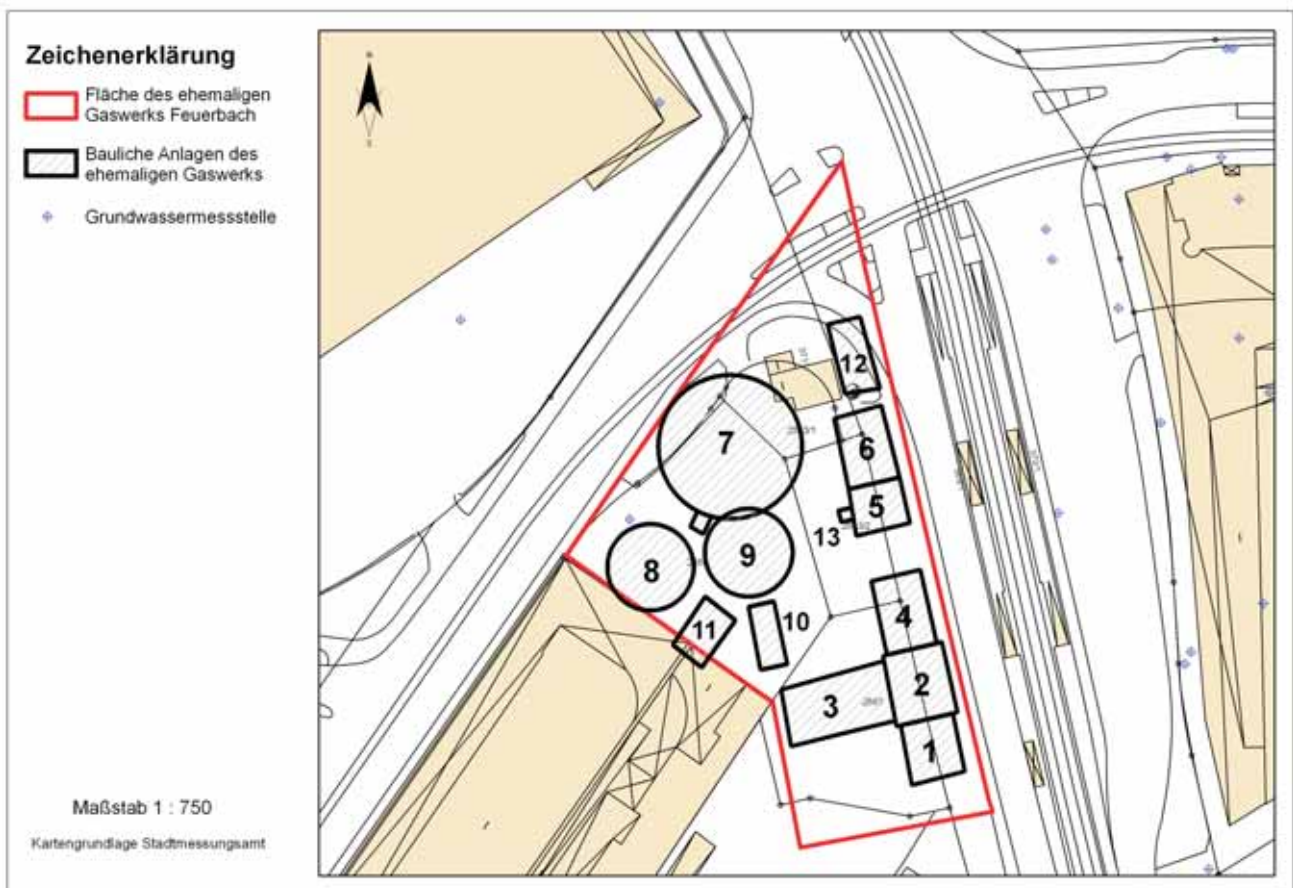 Zeichenerklärung
Fläche des ehemaligen
Gaswerks Feuerbach
Bauliche Anlagen des
ehemaligen Gaswerks
Grundwassermessstelle
Maßstab 1 : 750
Kartengrundlage Stadtmessungsamt
12
7
6
5
13
9
8
4
10
11
2
3
1